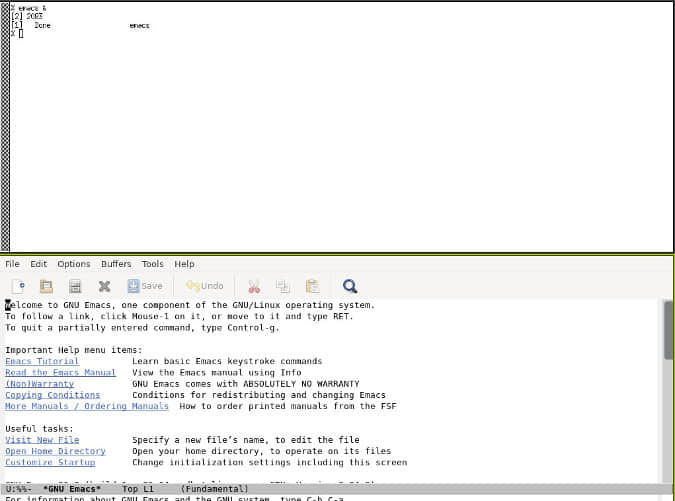 % emacs &
[2] 2083
[1] Done emacs
%
File Edit Options Buffers Tools Help
Save Undo
Welcome to GNU Emacs, one component of the GNU/Linux operating system.
To follow a link, click Mouse-1 on it, or move to it and type RET.
To quit a partially entered command, type Control-g.
Important Help menu items:
Emacs Tutorial Learn basic Emacs keystroke commands
Read the Emacs Manual View the Emacs manual using Info
(Non)Warranty GNU Emacs comes with ABSOLUTELY NO WARRANTY
Copying Conditions Conditions for redistributing and changing Emacs
More Manuals / Ordering Manuals How to order printed manuals from the FSF
Useful tasks:
Visit New File Specify a new file's name, to edit the file
Open Home Directory Open your home directory, to operate on its files
Customize Startup Change initialization settings including this screen
U:%%- *GNU Emacs* Top L1 (Fundamental)
For information about GNU Emacs and the GNU system, type C-h C-a.